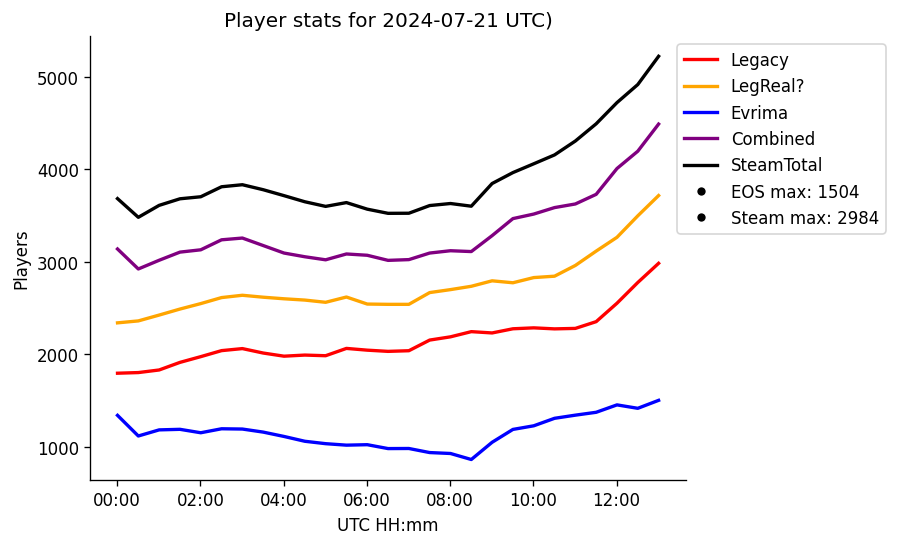 Player stats for 2024-07-21 UTC)
Legacy
LegReal?
Evrima
Combined
SteamTotal
EOS max: 1504
Steam max: 2984
Players
5000
4000
3000
2000
1000
00:00 02:00 04:00 06:00 08:00 10:00 12:00
UTC HH:mm